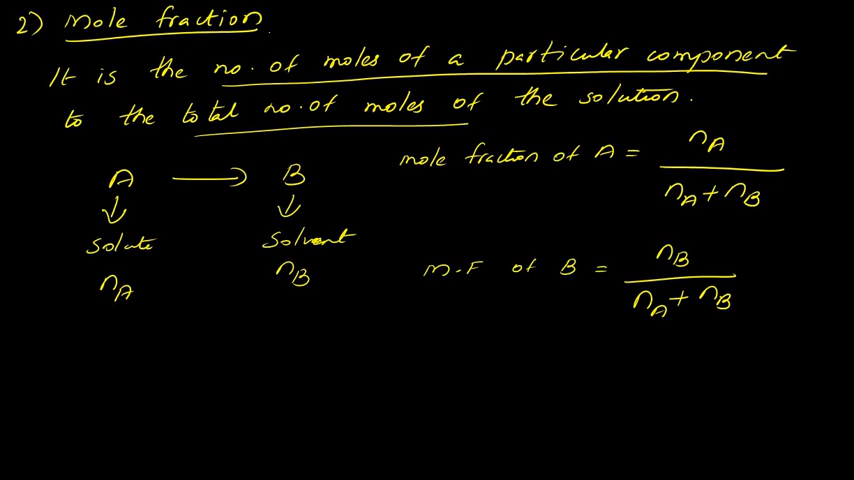 2) Mole fraction.
It is the no. of moles of a particular component
to the total no. of moles of the solution.
mole fraction of A = nA / nA + nB
A → B
↓ ↓
solute solvent
nA nB
M.F of B = nB / nA + nB